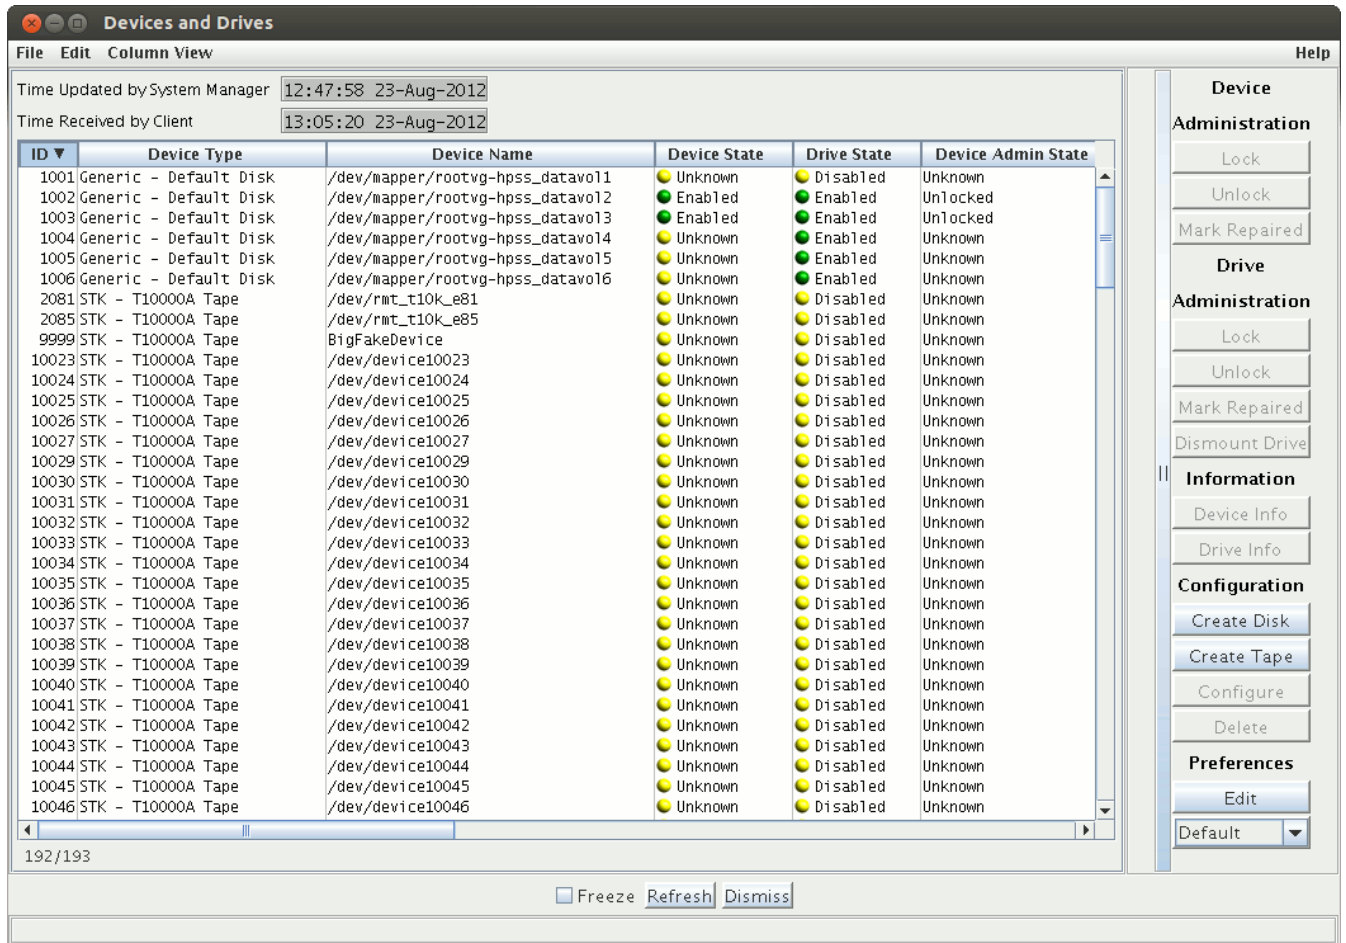 Devices and Drives
File Edit Column View Help
Time Updated by System Manager 12:47:58 23-Aug-2012
Time Received by Client 13:05:20 23-Aug-2012
ID Device Type Device Name Device State Drive State Device Admin State
1001 Generic - Default Disk /dev/mapper/rootvg-hpss_datavol1 Unknown Disabled Unknown
1002 Generic - Default Disk /dev/mapper/rootvg-hpss_datavol2 Enabled Enabled Unlocked
1003 Generic - Default Disk /dev/mapper/rootvg-hpss_datavol3 Enabled Enabled Unlocked
1004 Generic - Default Disk /dev/mapper/rootvg-hpss_datavol4 Unknown Enabled Unknown
1005 Generic - Default Disk /dev/mapper/rootvg-hpss_datavol5 Unknown Enabled Unknown
1006 Generic - Default Disk /dev/mapper/rootvg-hpss_datavol6 Unknown Enabled Unknown
2081 STK - T10000A Tape /dev/rmt_t10k_e81 Unknown Disabled Unknown
2085 STK - T10000A Tape /dev/rmt_t10k_e85 Unknown Disabled Unknown
9999 STK - T10000A Tape BigFakeDevice Unknown Disabled Unknown
10023 STK - T10000A Tape /dev/device10023 Unknown Disabled Unknown
10024 STK - T10000A Tape /dev/device10024 Unknown Disabled Unknown
10025 STK - T10000A Tape /dev/device10025 Unknown Disabled Unknown
10026 STK - T10000A Tape /dev/device10026 Unknown Disabled Unknown
10027 STK - T10000A Tape /dev/device10027 Unknown Disabled Unknown
10029 STK - T10000A Tape /dev/device10029 Unknown Disabled Unknown
10030 STK - T10000A Tape /dev/device10030 Unknown Disabled Unknown
10031 STK - T10000A Tape /dev/device10031 Unknown Disabled Unknown
10032 STK - T10000A Tape /dev/device10032 Unknown Disabled Unknown
10033 STK - T10000A Tape /dev/device10033 Unknown Disabled Unknown
10034 STK - T10000A Tape /dev/device10034 Unknown Disabled Unknown
10035 STK - T10000A Tape /dev/device10035 Unknown Disabled Unknown
10036 STK - T10000A Tape /dev/device10036 Unknown Disabled Unknown
10037 STK - T10000A Tape /dev/device10037 Unknown Disabled Unknown
10038 STK - T10000A Tape /dev/device10038 Unknown Disabled Unknown
10039 STK - T10000A Tape /dev/device10039 Unknown Disabled Unknown
10040 STK - T10000A Tape /dev/device10040 Unknown Disabled Unknown
10041 STK - T10000A Tape /dev/device10041 Unknown Disabled Unknown
10042 STK - T10000A Tape /dev/device10042 Unknown Disabled Unknown
10043 STK - T10000A Tape /dev/device10043 Unknown Disabled Unknown
10044 STK - T10000A Tape /dev/device10044 Unknown Disabled Unknown
10045 STK - T10000A Tape /dev/device10045 Unknown Disabled Unknown
10046 STK - T10000A Tape /dev/device10046 Unknown Disabled Unknown
192/193
Device
Administration
Lock
Unlock
Mark Repaired
Drive
Administration
Lock
Unlock
Mark Repaired
Dismount Drive
Information
Device Info
Drive Info
Configuration
Create Disk
Create Tape
Configure
Delete
Preferences
Edit
Default
Freeze Refresh Dismiss